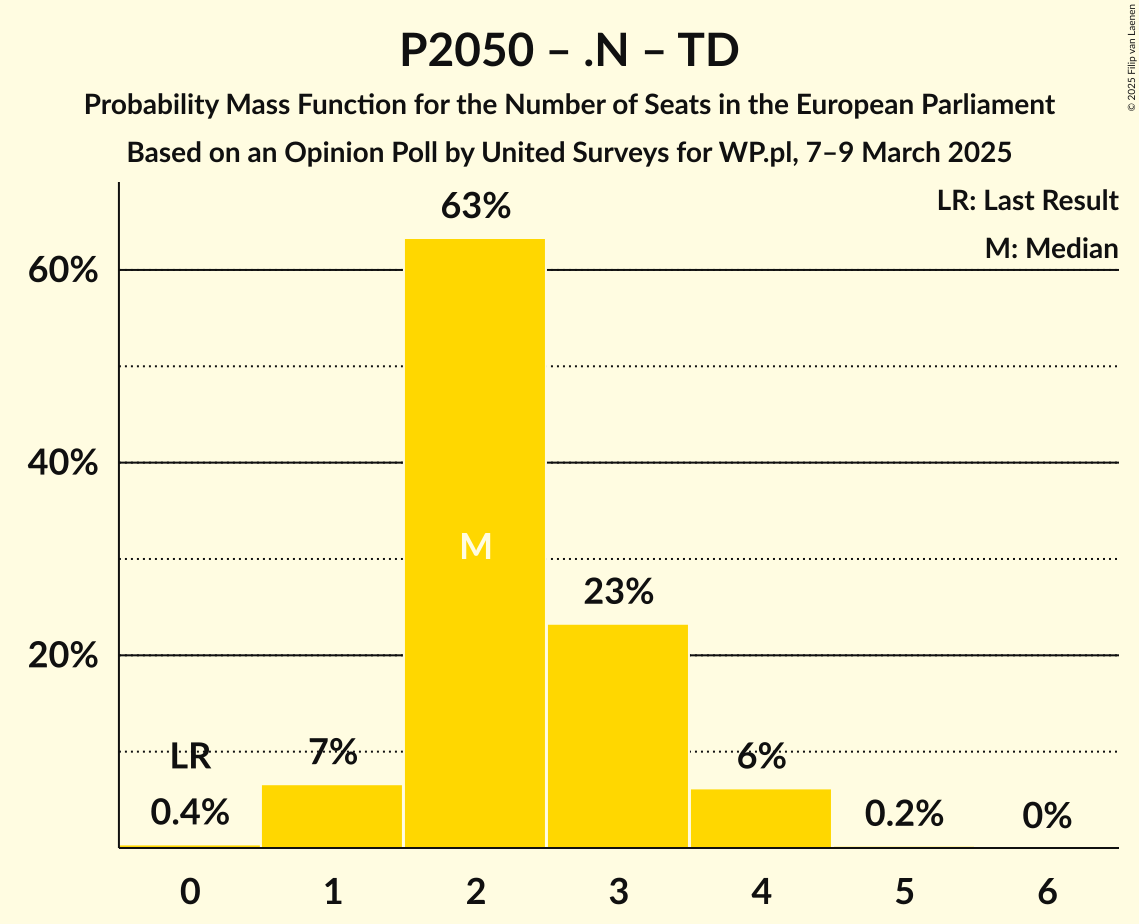 P2050 – .N – TD
Probability Mass Function for the Number of Seats in the European Parliament
Based on an Opinion Poll by United Surveys for WP.pl, 7–9 March 2025
© 2025 Filip van Laenen
LR: Last Result
M: Median
63%
60%
40%
M
23%
20%
LR
7%
6%
0.4%
0.2%
0%
0 1 2 3 4 5 6